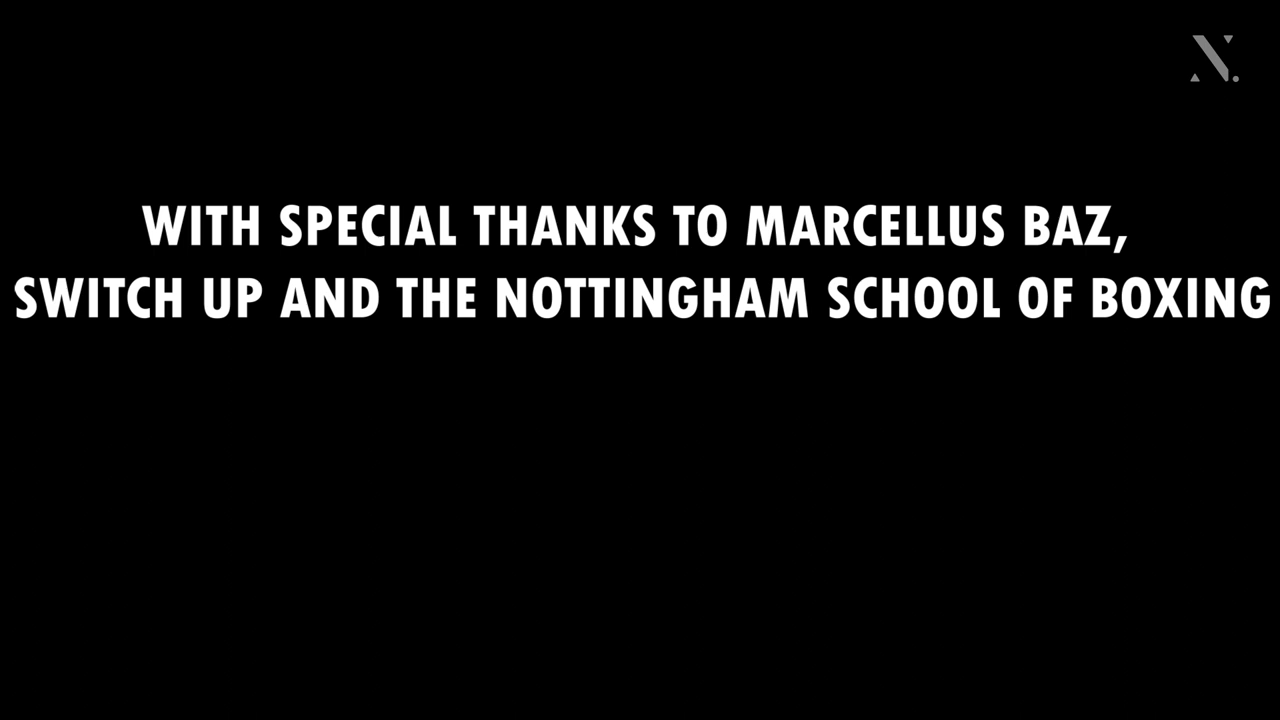 N.
WITH SPECIAL THANKS TO MARCELLUS BAZ,
SWITCH UP AND THE NOTTINGHAM SCHOOL OF BOXING